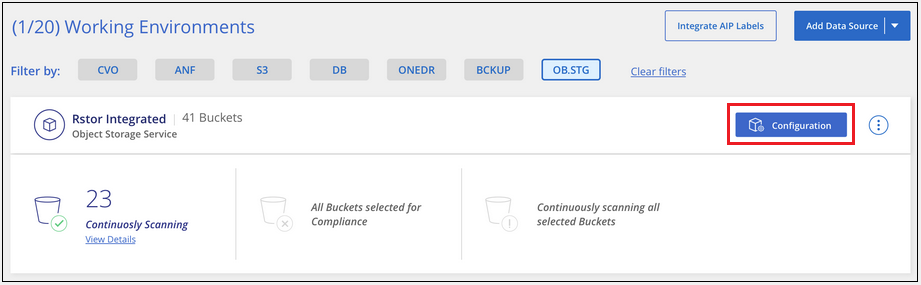 (1/20) Working Environments
Integrate AIP Labels
Add Data Source
Filter by:
CVO
ANF
S3
DB
ONEDR
BCKUP
OB.STG
Clear filters
Rstor Integrated
41 Buckets
Object Storage Service
Configuration
23
Continuosly Scanning
View Details
All Buckets selected for
Compliance
Continuously scanning all
selected Buckets